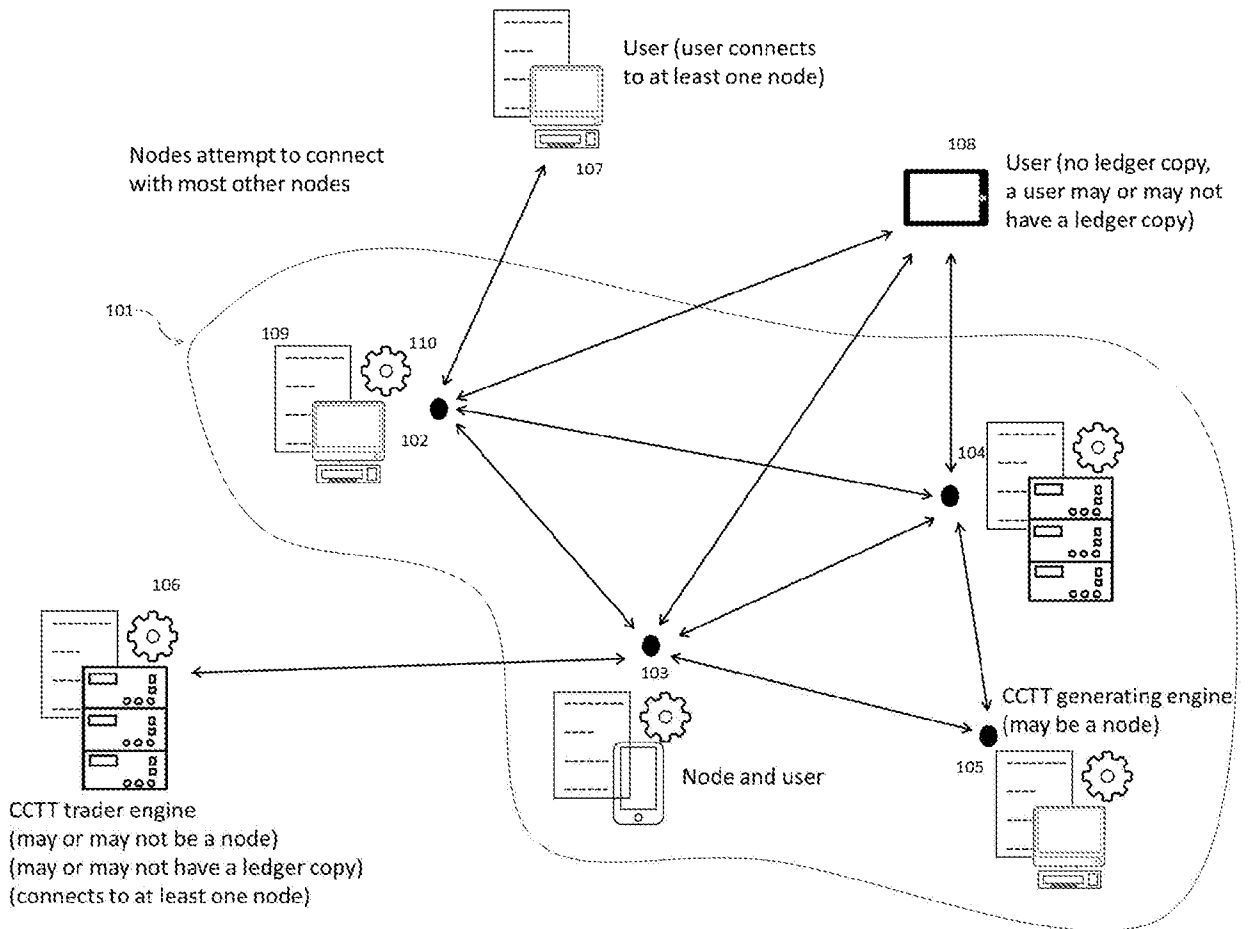 User (user connects
to at least one node)
107
Nodes attempt to connect
with most other nodes
108
User (no ledger copy,
a user may or may not
have a ledger copy)
101
109
110
102
104
106
103
CCTT generating engine
(may be a node)
105
Node and user
CCTT trader engine
(may or may not be a node)
(may or may not have a ledger copy)
(connects to at least one node)